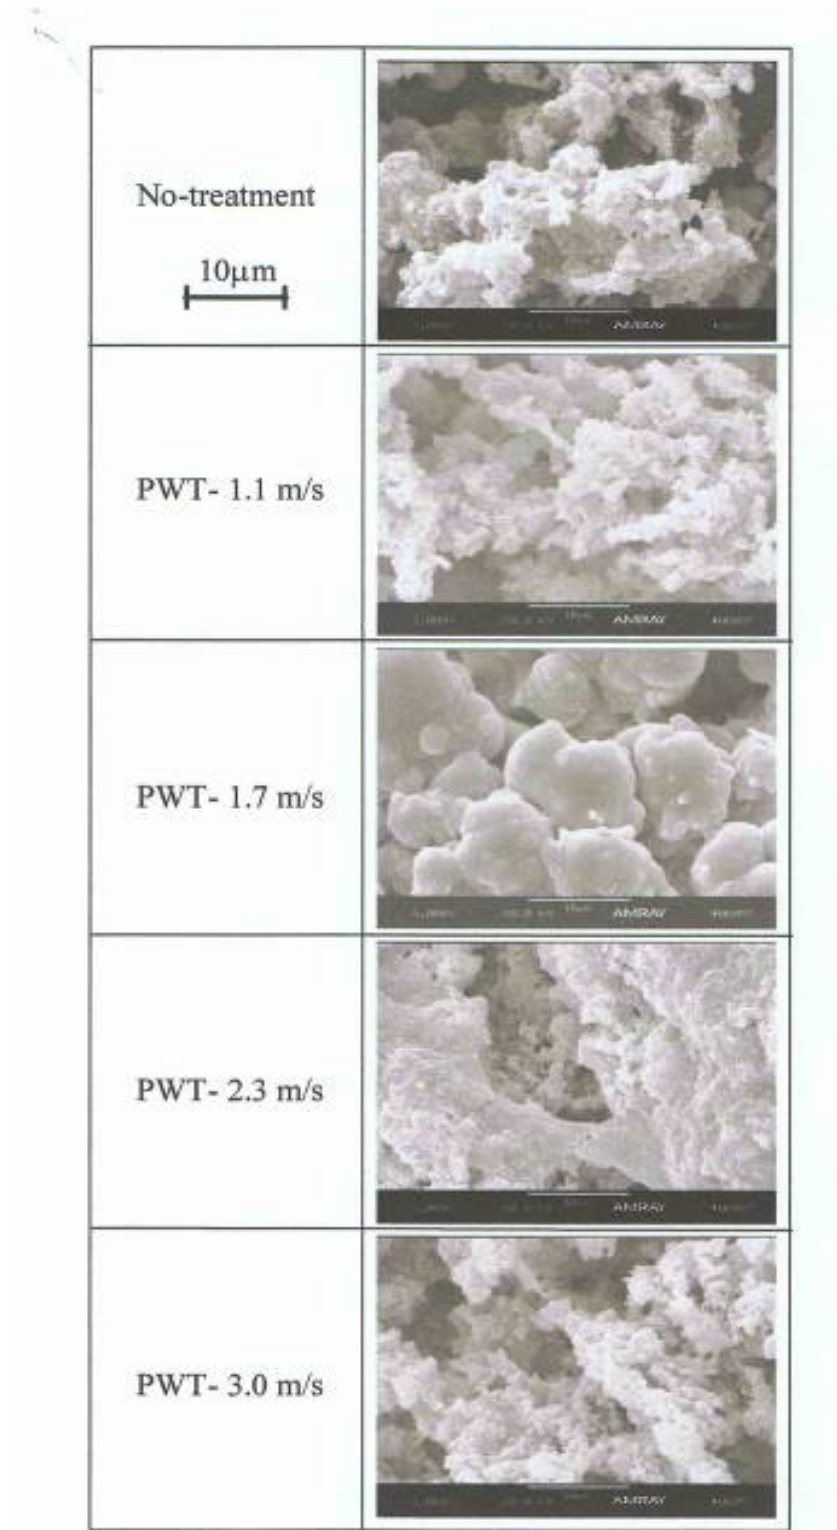 No-treatment
10μm
AMRAY
PWT- 1.1 m/s
AMRAY
PWT- 1.7 m/s
AMRAY
PWT- 2.3 m/s
AMRAY
PWT- 3.0 m/s
AMRAY